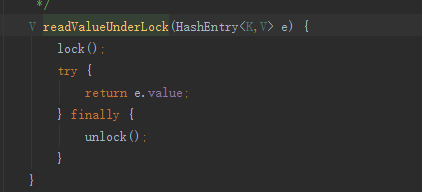 */
V readValueUnderLock(HashEntry<K,V> e) {
lock();
try {
return e.value;
} finally {
unlock();
}
}